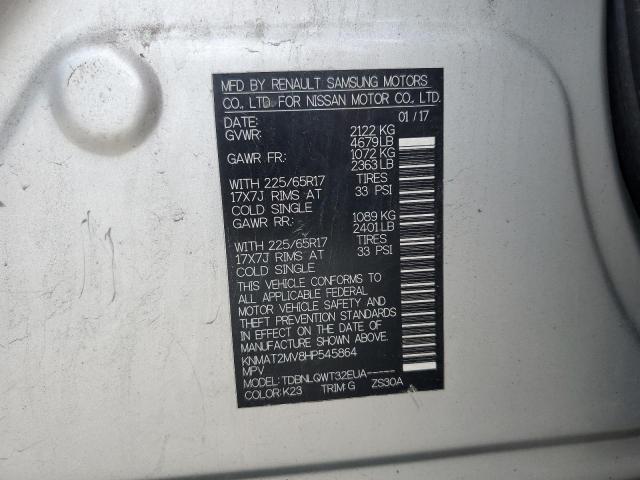 MFD BY RENAULT SAMSUNG MOTORS
CO., LTD. FOR NISSAN MOTOR CO., LTD.
DATE: 01/17
GVWR: 2122 KG
4679 LB
GAWR FR: 1072 KG
2363 LB
WITH 225/65R17 TIRES
17X7J RIMS AT 33 PSI
COLD SINGLE
GAWR RR: 1089 KG
2401 LB
WITH 225/65R17 TIRES
17X7J RIMS AT 33 PSI
COLD SINGLE
THIS VEHICLE CONFORMS TO
ALL APPLICABLE FEDERAL
MOTOR VEHICLE SAFETY AND
THEFT PREVENTION STANDARDS
IN EFFECT ON THE DATE OF
MANUFACTURE SHOWN ABOVE.
KNMAT2MV8HP545864
MPV
MODEL: TDBNLQWT32EUA-----
COLOR: K23 TRIM: G ZS30A